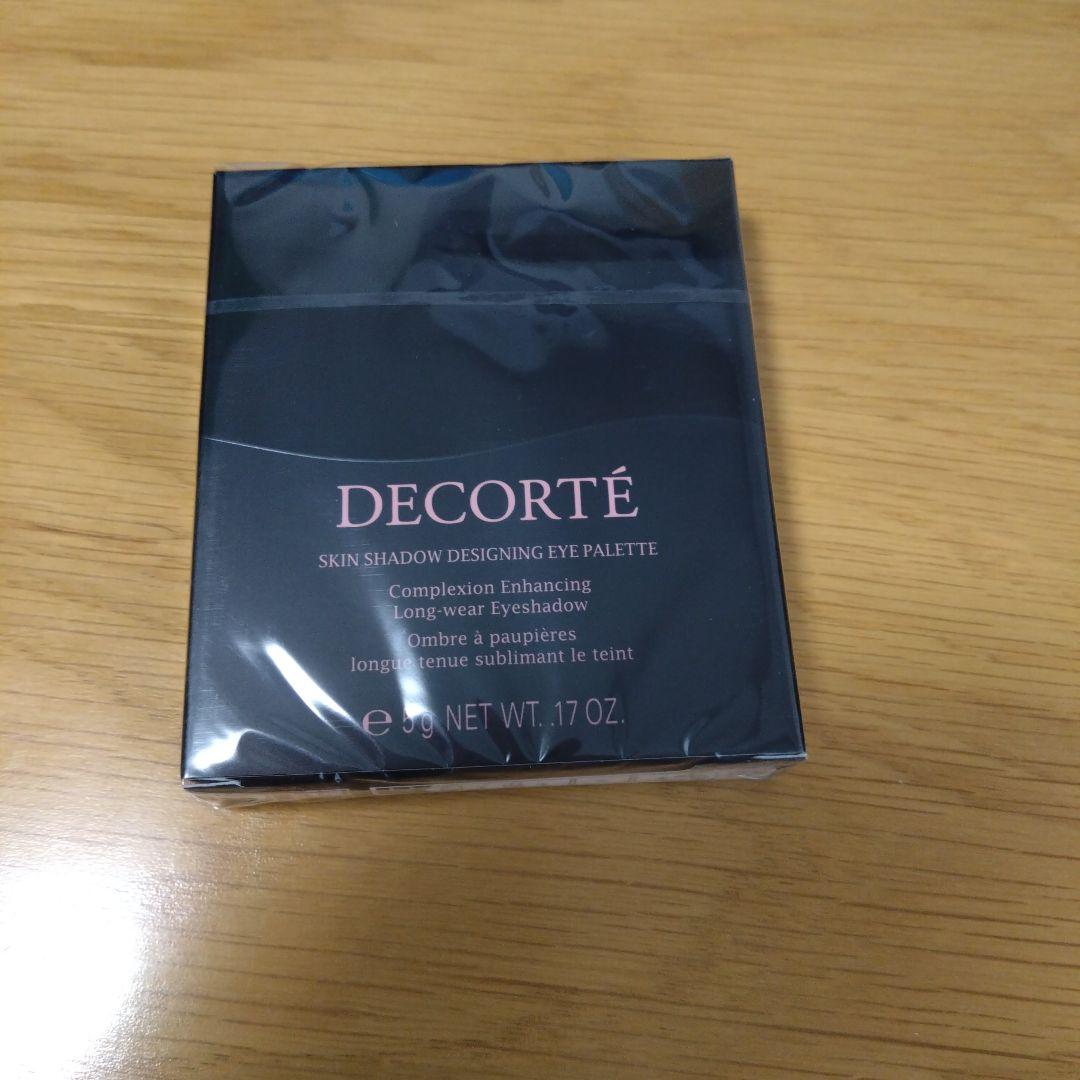 DECORTÉ
SKIN SHADOW DESIGNING EYE PALETTE
Complexion Enhancing
Long-wear Eyeshadow
Ombre à paupières
longue tenue sublimant le teint
℮ 5g NET WT. .17 OZ.